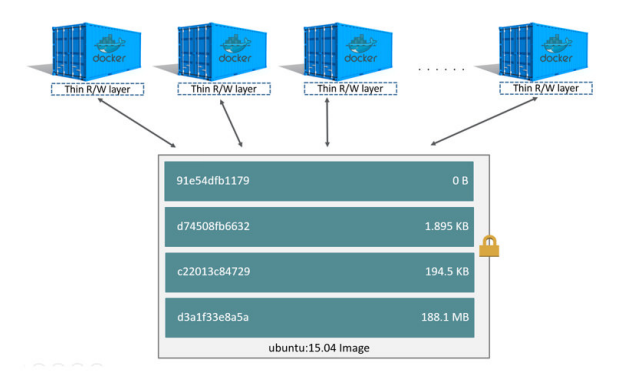 docker docker docker docker
. . . . . .
Thin R/W layer Thin R/W layer Thin R/W layer Thin R/W layer
91e54dfb1179 0 B
d74508fb6632 1.895 KB
c22013c84729 194.5 KB
d3a1f33e8a5a 188.1 MB
ubuntu:15.04 Image